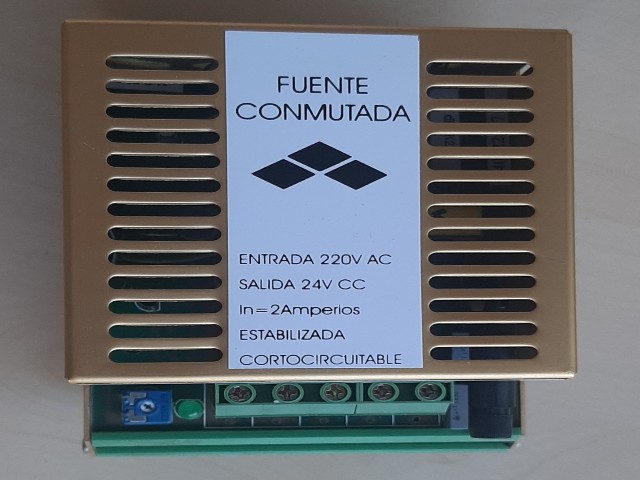 FUENTE
CONMUTADA
ENTRADA 220V AC
SALIDA 24V CC
In=2Amperios
ESTABILIZADA
CORTOCIRCUITABLE